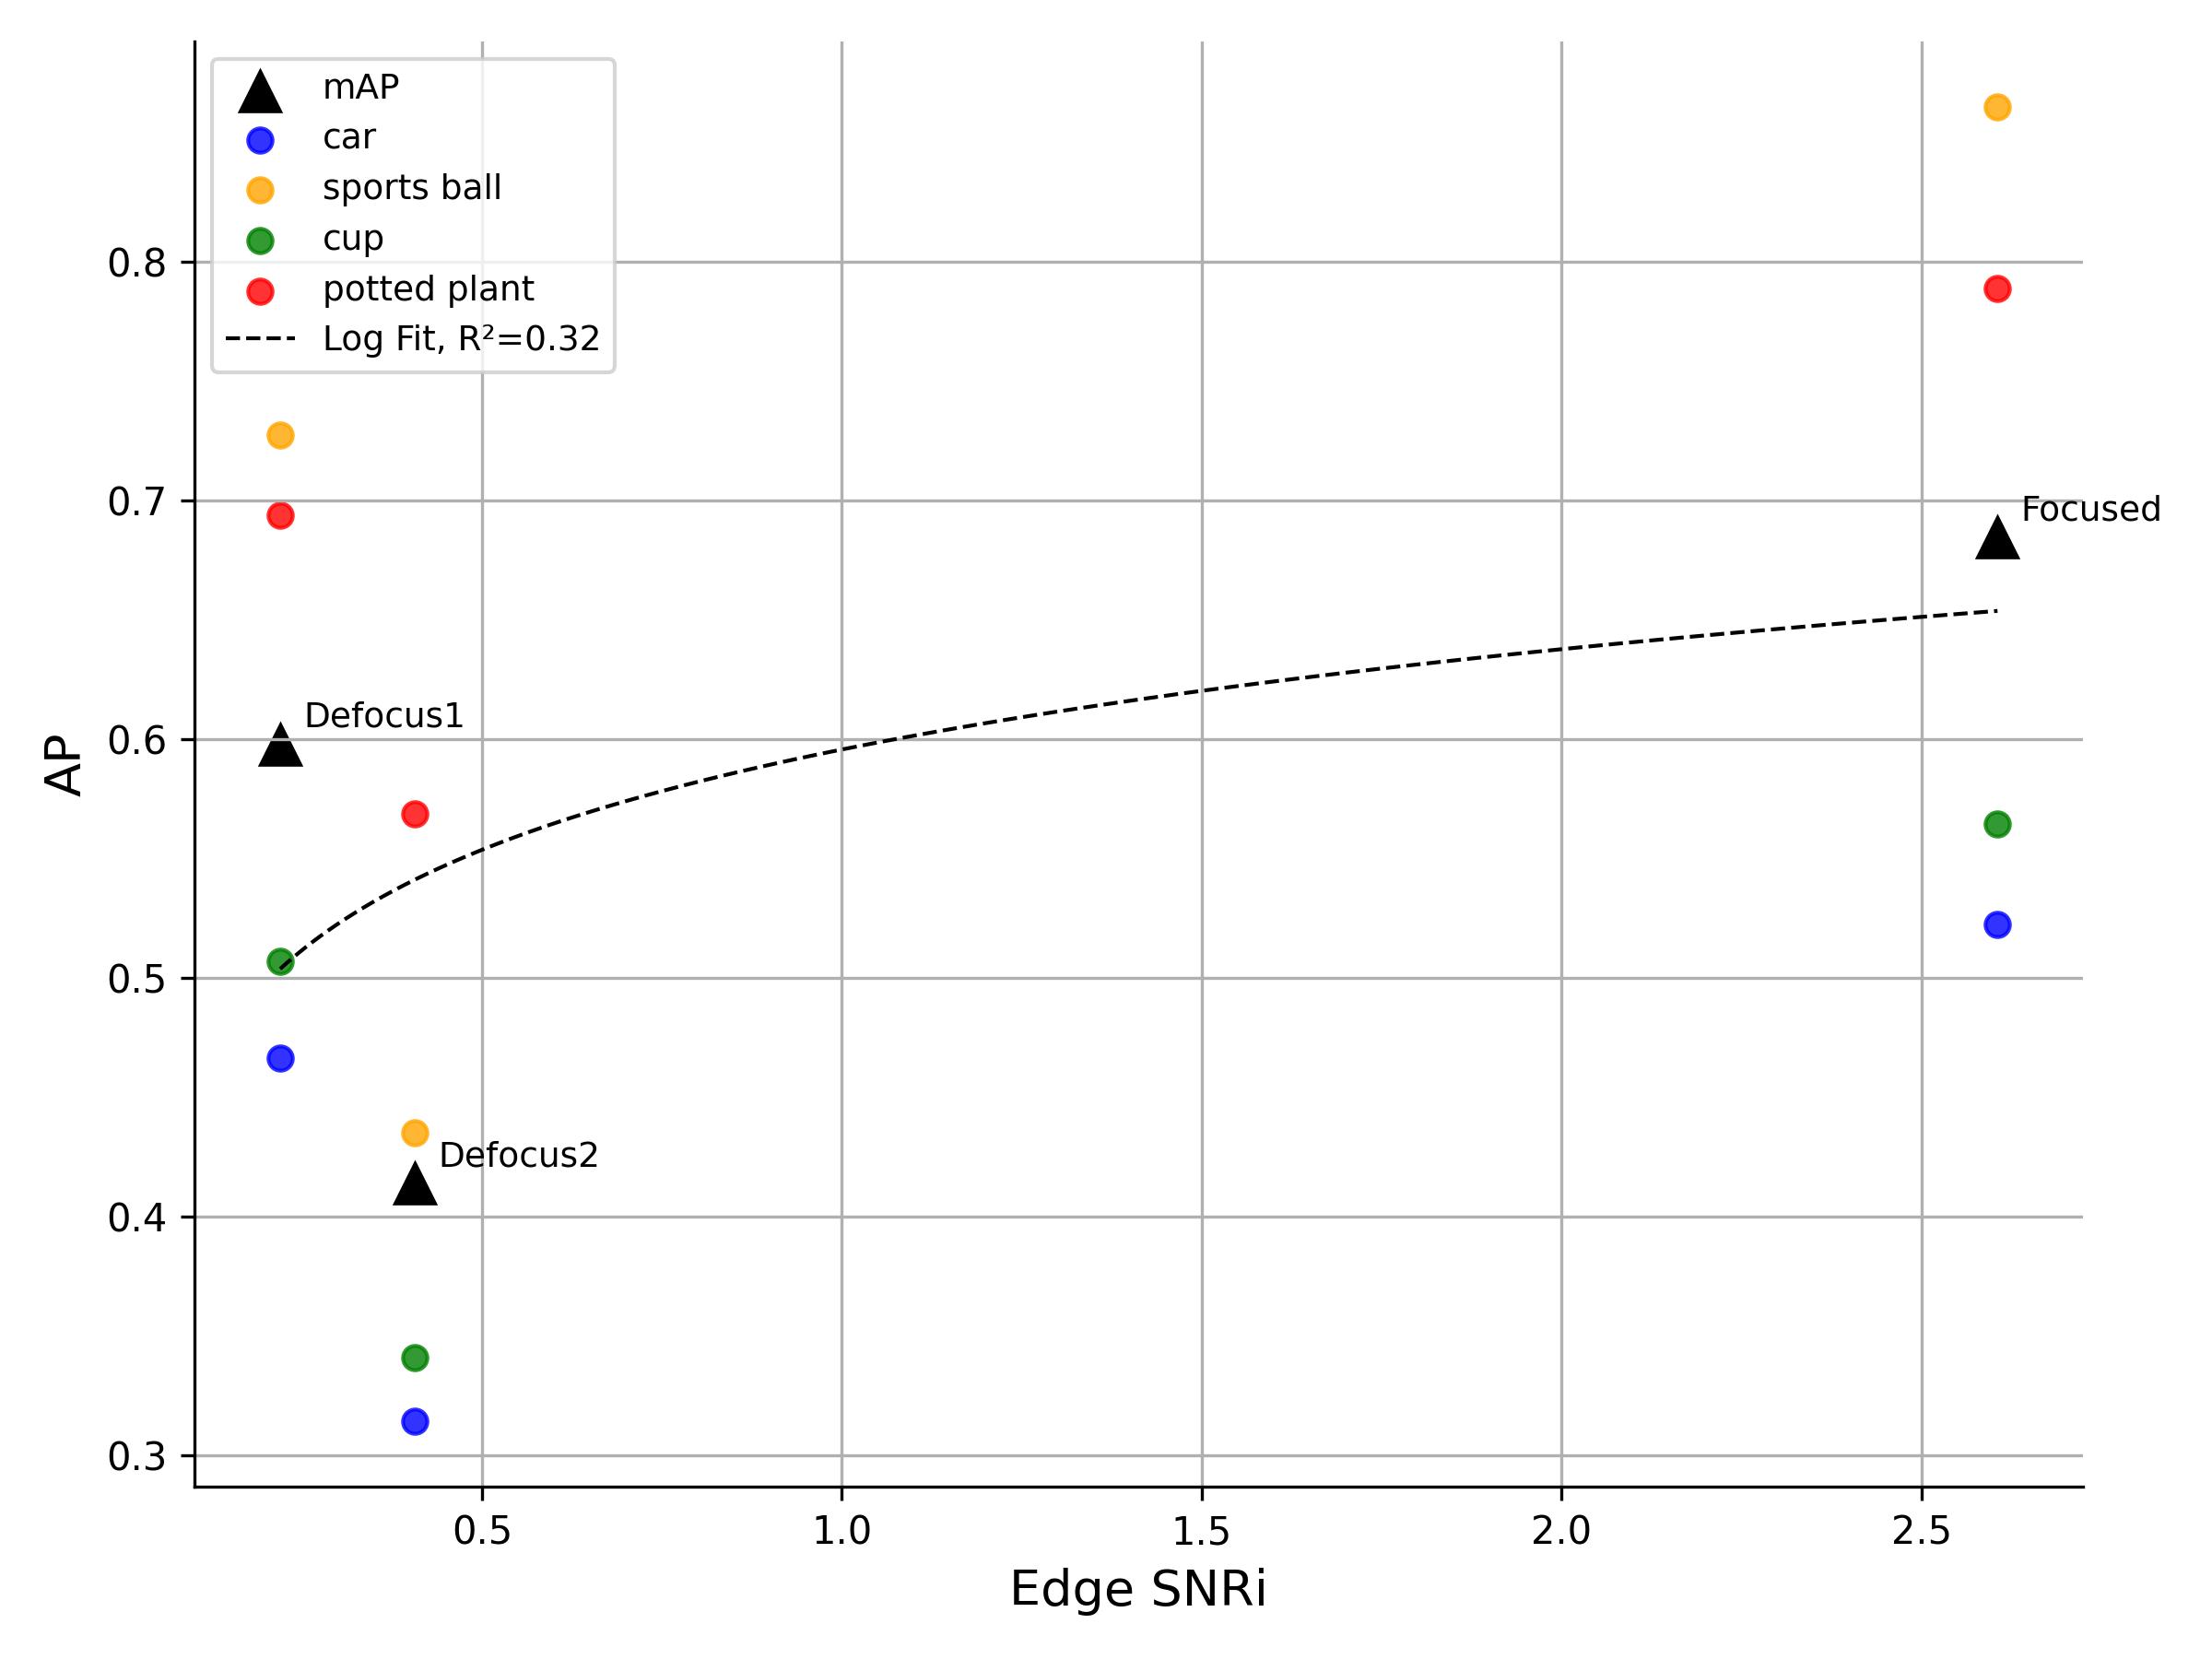 mAP
car
sports ball
cup
potted plant
Log Fit, R²=0.32
0.8
0.7
0.6
0.5
0.4
0.3
AP
Focused
Defocus1
Defocus2
0.5
1.0
1.5
2.0
2.5
Edge SNRi